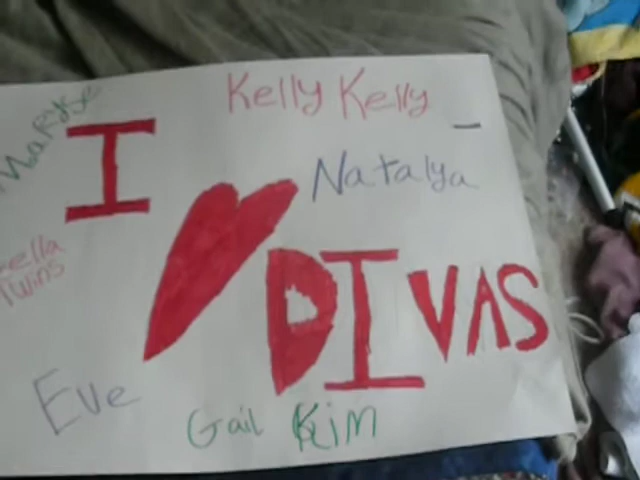 Kelly Kelly
Maryse
I
Natalya
Bella
Twins
DIVAS
Eve
Gail Kim